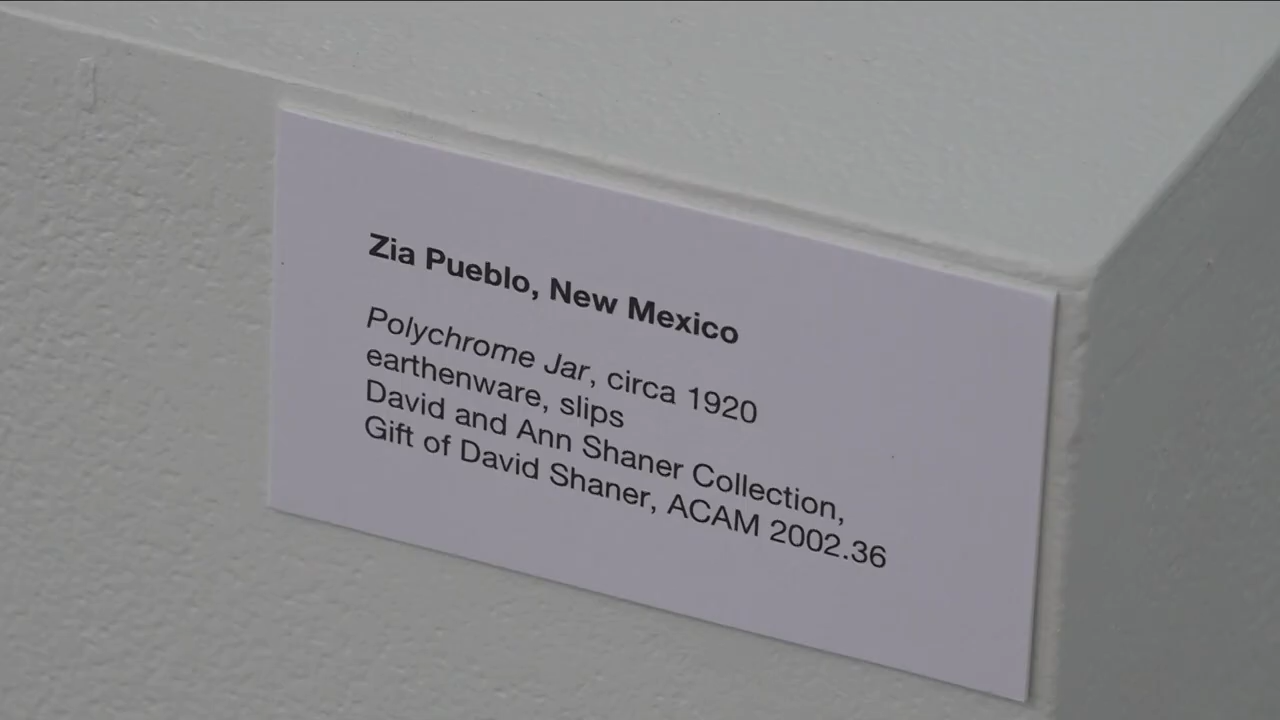 Zia Pueblo, New Mexico
Polychrome Jar, circa 1920
earthenware, slips
David and Ann Shaner Collection,
Gift of David Shaner, ACAM 2002.36